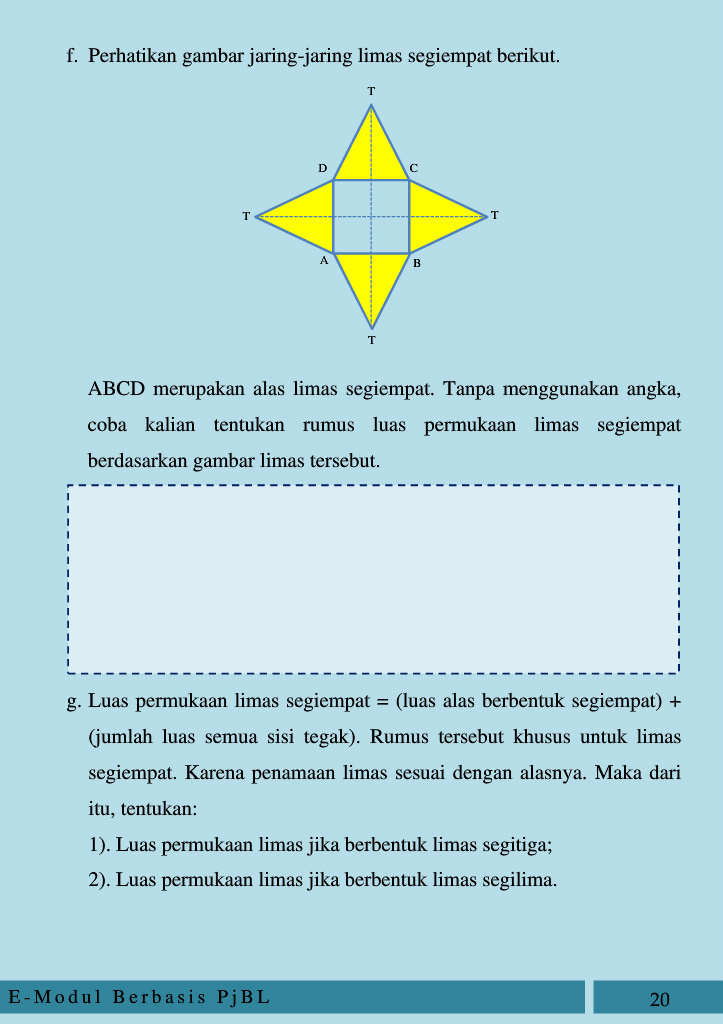 f. Perhatikan gambar jaring-jaring limas segiempat berikut.
T
D
C
T
T
A
B
T
ABCD merupakan alas limas segiempat. Tanpa menggunakan angka,
coba kalian tentukan rumus luas permukaan limas segiempat
berdasarkan gambar limas tersebut.
g. Luas permukaan limas segiempat = (luas alas berbentuk segiempat) +
(jumlah luas semua sisi tegak). Rumus tersebut khusus untuk limas
segiempat. Karena penamaan limas sesuai dengan alasnya. Maka dari
itu, tentukan:
1). Luas permukaan limas jika berbentuk limas segitiga;
2). Luas permukaan limas jika berbentuk limas segilima.
E-Modul Berbasis PjBL
20